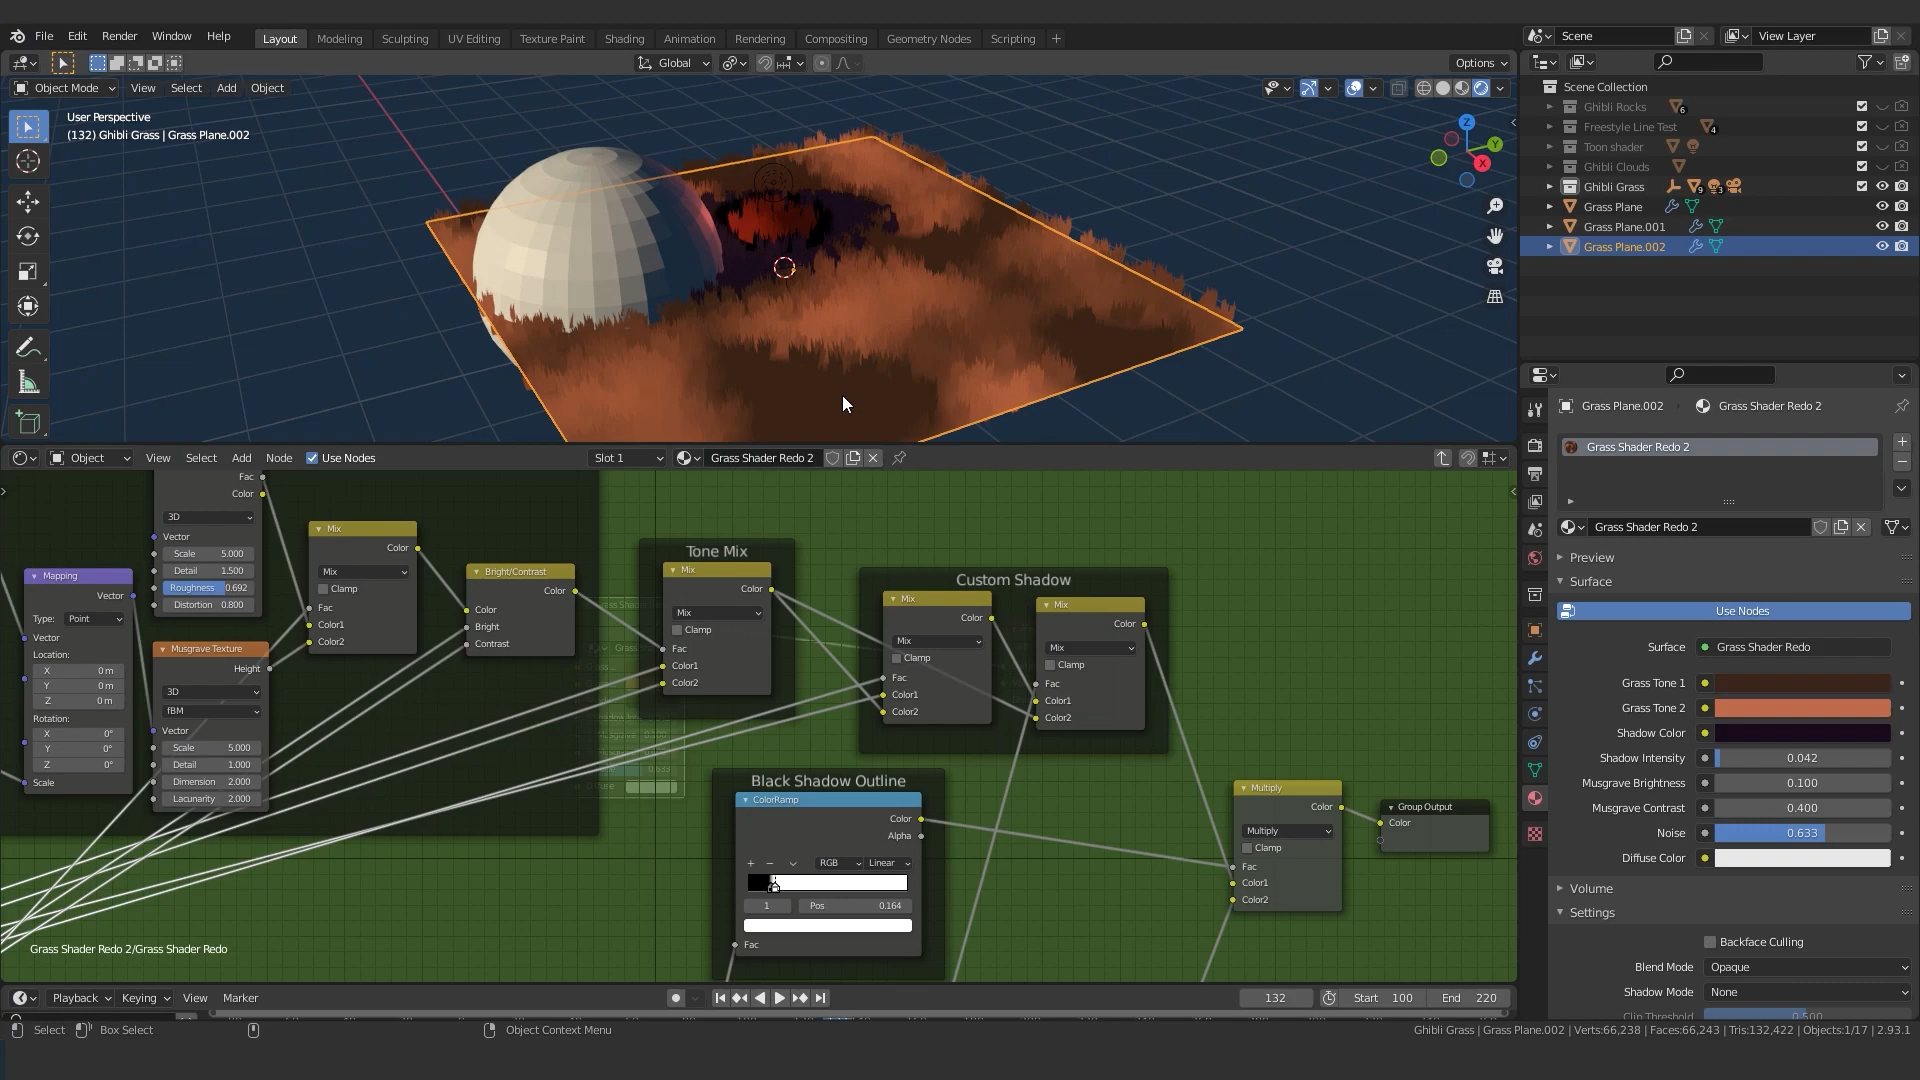 File Edit Render Window Help
Layout Modeling Sculpting UV Editing Texture Paint Shading Animation Rendering Compositing Geometry Nodes Scripting +
Scene
View Layer
Global
Options
Object Mode View Select Add Object
User Perspective
(132) Ghibli Grass | Grass Plane.002
Z
Y
X
Scene Collection
Ghibli Rocks 6
Freestyle Line Test 4
Toon shader
Ghibli Clouds
Ghibli Grass 9 3
Grass Plane
Grass Plane.001
Grass Plane.002
Object View Select Add Node Use Nodes
Slot 1
Grass Shader Redo 2
Fac
Color
3D
Vector
Scale 5.000
Detail 1.500
Roughness 0.692
Distortion 0.800
Mapping
Vector
Type: Point
Vector
Location:
X 0 m
Y 0 m
Z 0 m
Rotation:
X 0°
Y 0°
Z 0°
Scale
Musgrave Texture
Height
3D
fBM
Vector
Scale 5.000
Detail 1.000
Dimension 2.000
Lacunarity 2.000
Mix
Color
Mix
Clamp
Fac
Color1
Color2
Bright/Contrast
Color
Color
Bright
Contrast
Tone Mix
Mix
Color
Mix
Clamp
Fac
Color1
Color2
Custom Shadow
Mix
Color
Mix
Clamp
Fac
Color1
Color2
Mix
Color
Mix
Clamp
Fac
Color1
Color2
Black Shadow Outline
ColorRamp
Color
Alpha
+ − RGB Linear
1 Pos 0.164
Fac
Multiply
Color
Multiply
Clamp
Fac
Color1
Color2
Group Output
Color
Grass Shader Redo 2/Grass Shader Redo
Grass Plane.002 Grass Shader Redo 2
Grass Shader Redo 2
Grass Shader Redo 2
Preview
Surface
Use Nodes
Surface Grass Shader Redo
Grass Tone 1
Grass Tone 2
Shadow Color
Shadow Intensity 0.042
Musgrave Brightness 0.100
Musgrave Contrast 0.400
Noise 0.633
Diffuse Color
Volume
Settings
Backface Culling
Blend Mode Opaque
Shadow Mode None
Clip Threshold 0.500
Playback Keying View Marker
132
Start 100
End 220
Select Box Select Object Context Menu
Ghibli Grass | Grass Plane.002 | Verts:66,238 | Faces:66,243 | Tris:132,422 | Objects:1/17 | 2.93.1